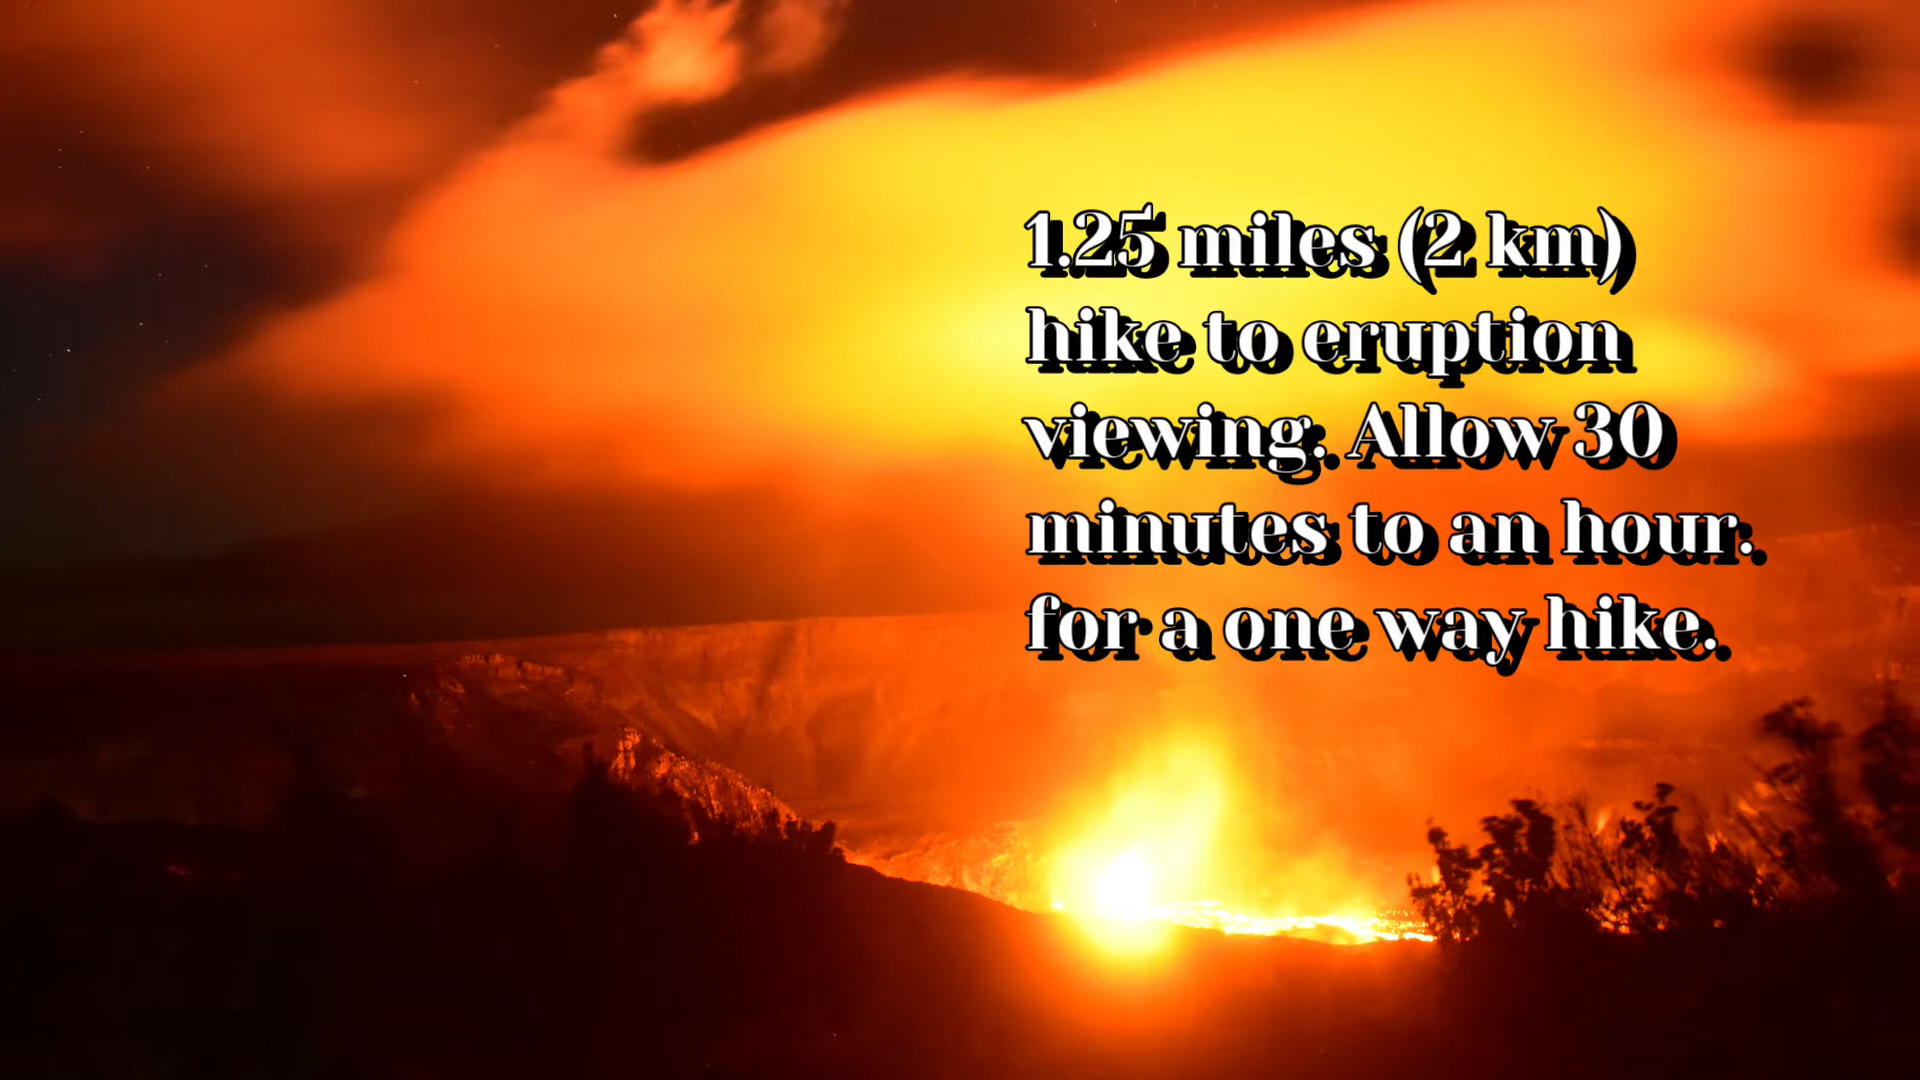 1.25 miles (2 km)
hike to eruption
viewing. Allow 30
minutes to an hour.
for a one way hike.